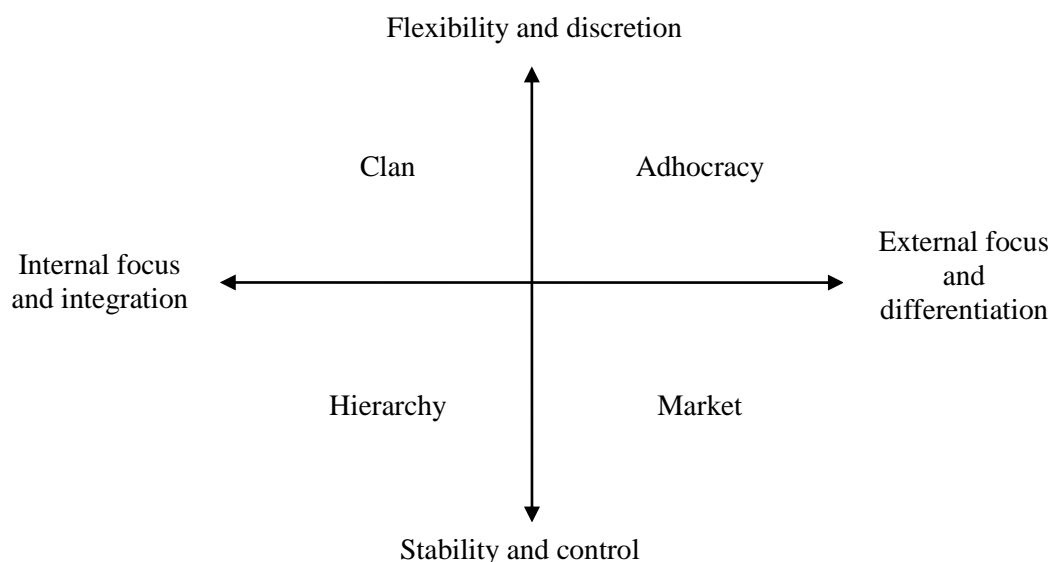 Flexibility and discretion
Clan
Adhocracy
Internal focus
and integration
External focus
and
differentiation
Hierarchy
Market
Stability and control